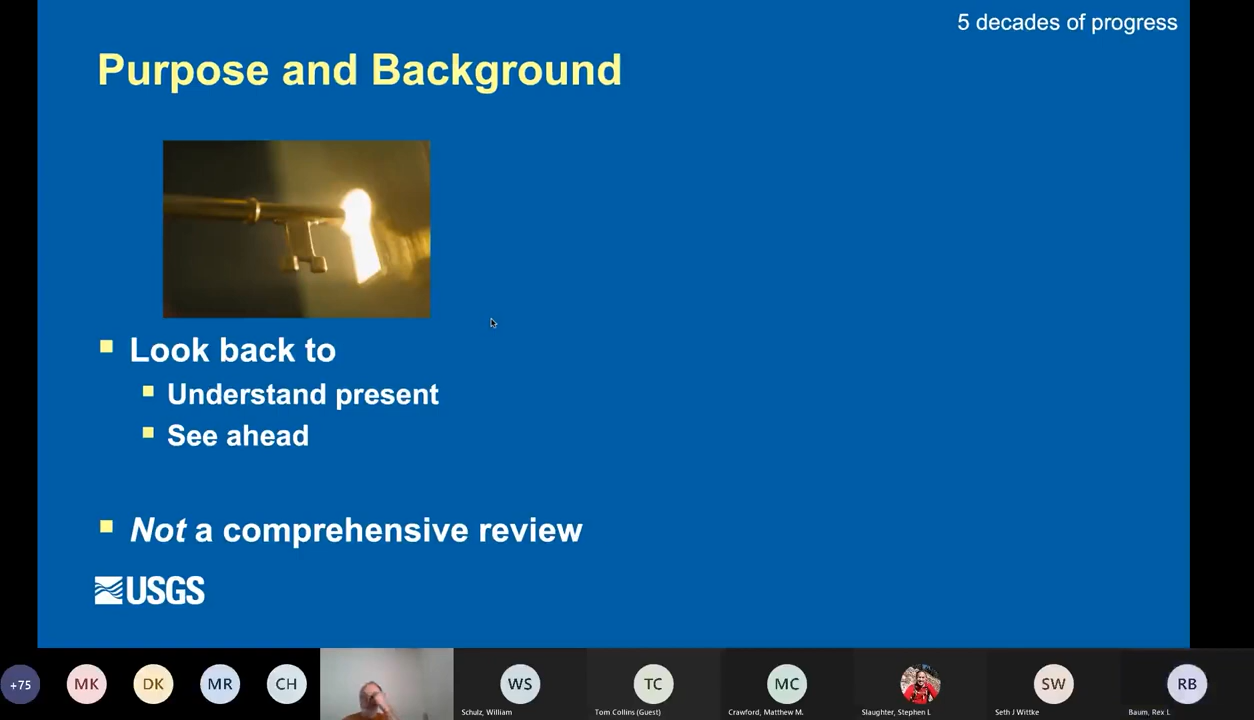 5 decades of progress
Purpose and Background
Look back to
Understand present
See ahead
Not a comprehensive review
USGS
+75
MK
DK
MR
CH
WS
TC
MC
SW
RB
Schulz, William
Tom Collins (Guest)
Crawford, Matthew M.
Slaughter, Stephen L
Seth J Wittke
Baum, Rex L